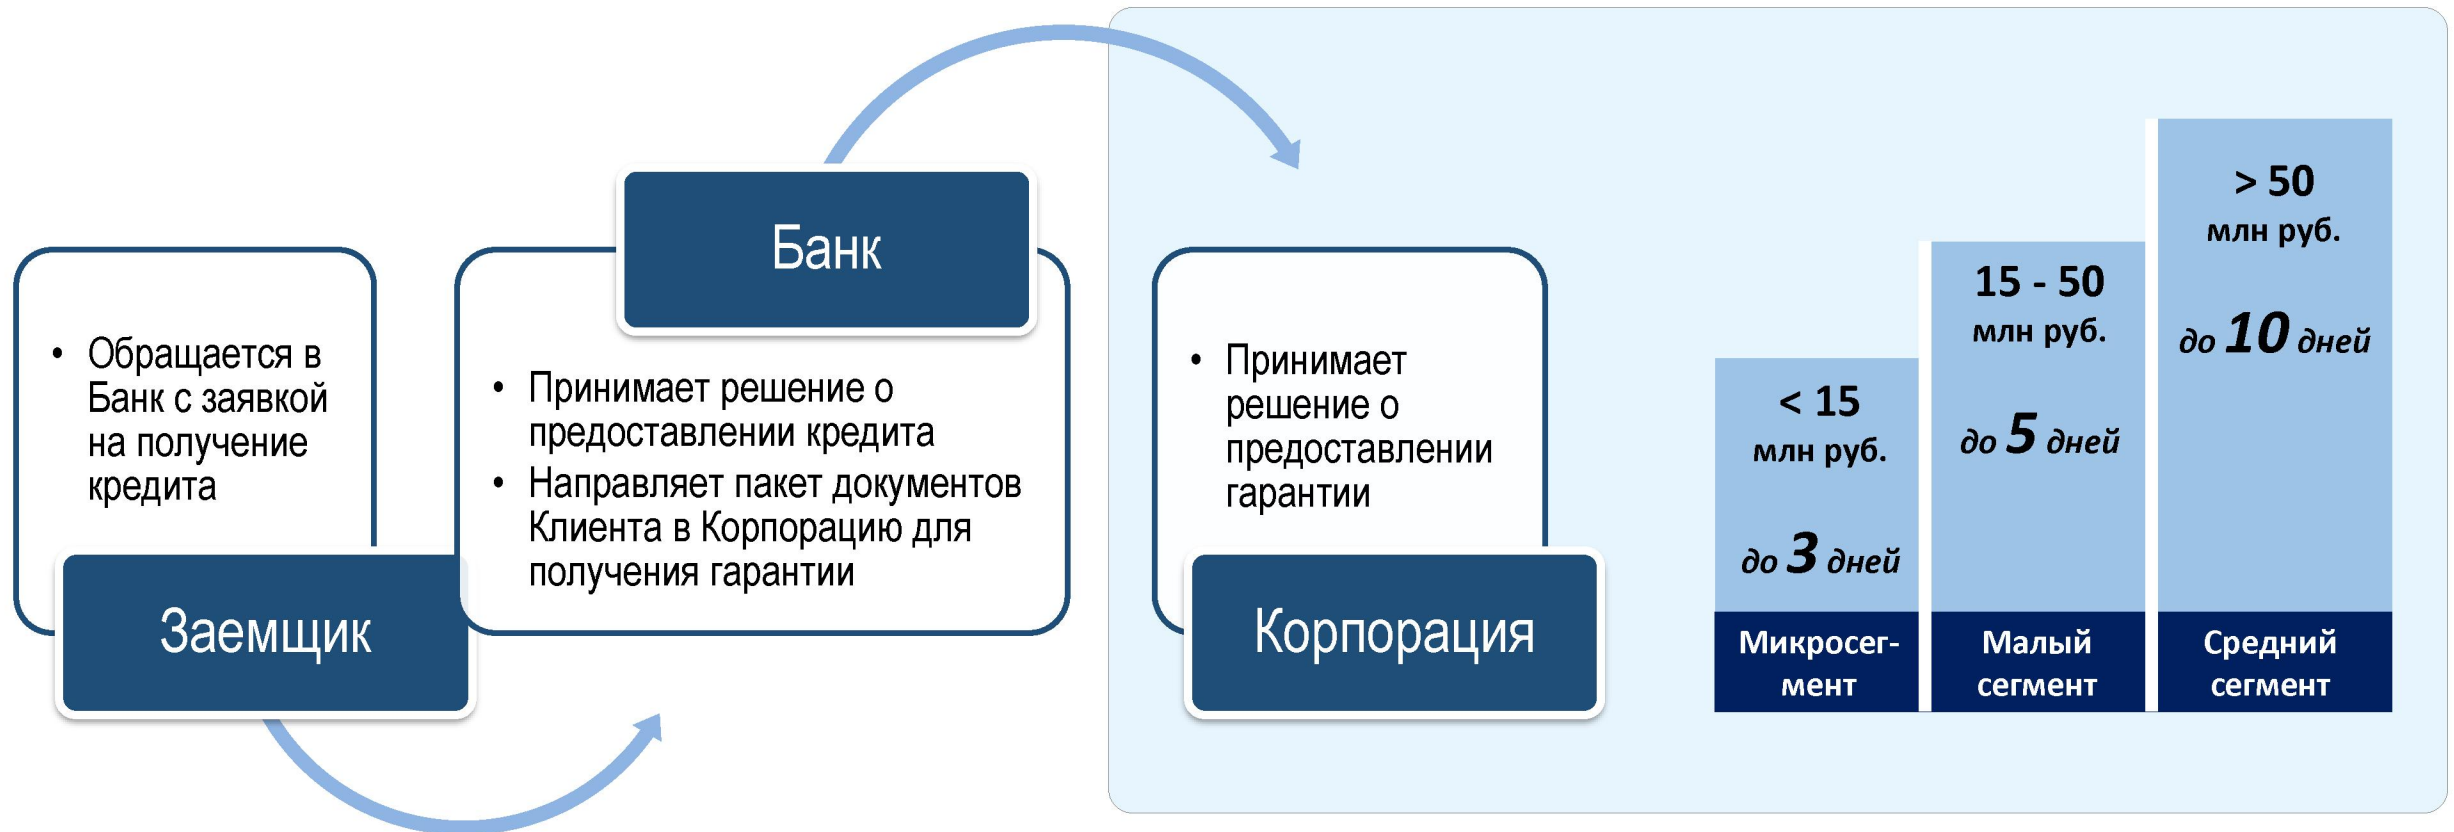 • Обращается в
Банк с заявкой
на получение
кредита
Заемщик
Банк
• Принимает решение о
предоставлении кредита
• Направляет пакет документов
Клиента в Корпорацию для
получения гарантии
• Принимает
решение о
предоставлении
гарантии
Корпорация
< 15
млн руб.
до 3 дней
Микросег-
мент
15 - 50
млн руб.
до 5 дней
Малый
сегмент
> 50
млн руб.
до 10 дней
Средний
сегмент